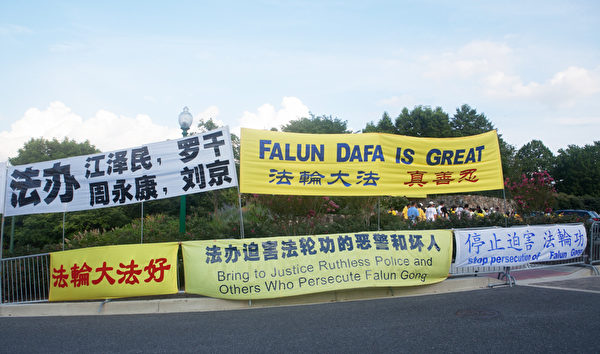 法办 江泽民，罗干
周永康，刘京
FALUN DAFA IS GREAT
法輪大法 真善忍
法輪大法好
法办迫害法轮功的恶警和坏人
Bring to Justice Ruthless Police and
Others Who Persecute Falun Gong
停止迫害 法輪功
stop persecution of Falun Gong